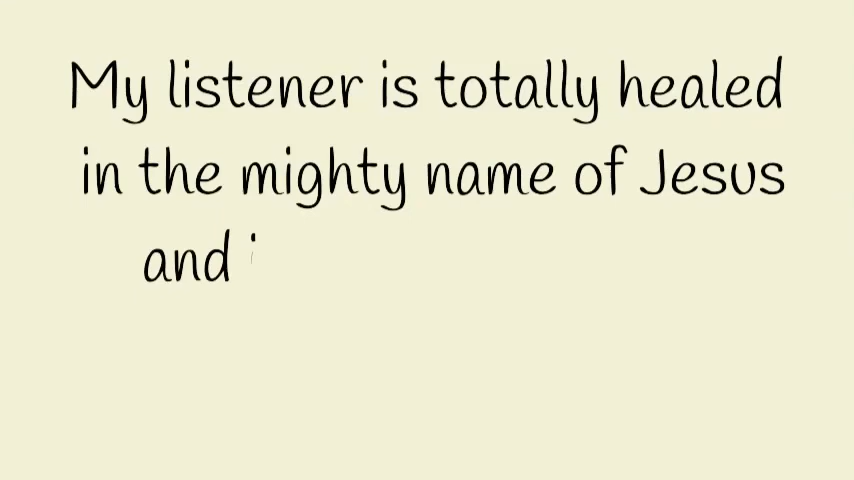 My listener is totally healed
in the mighty name of Jesus
and